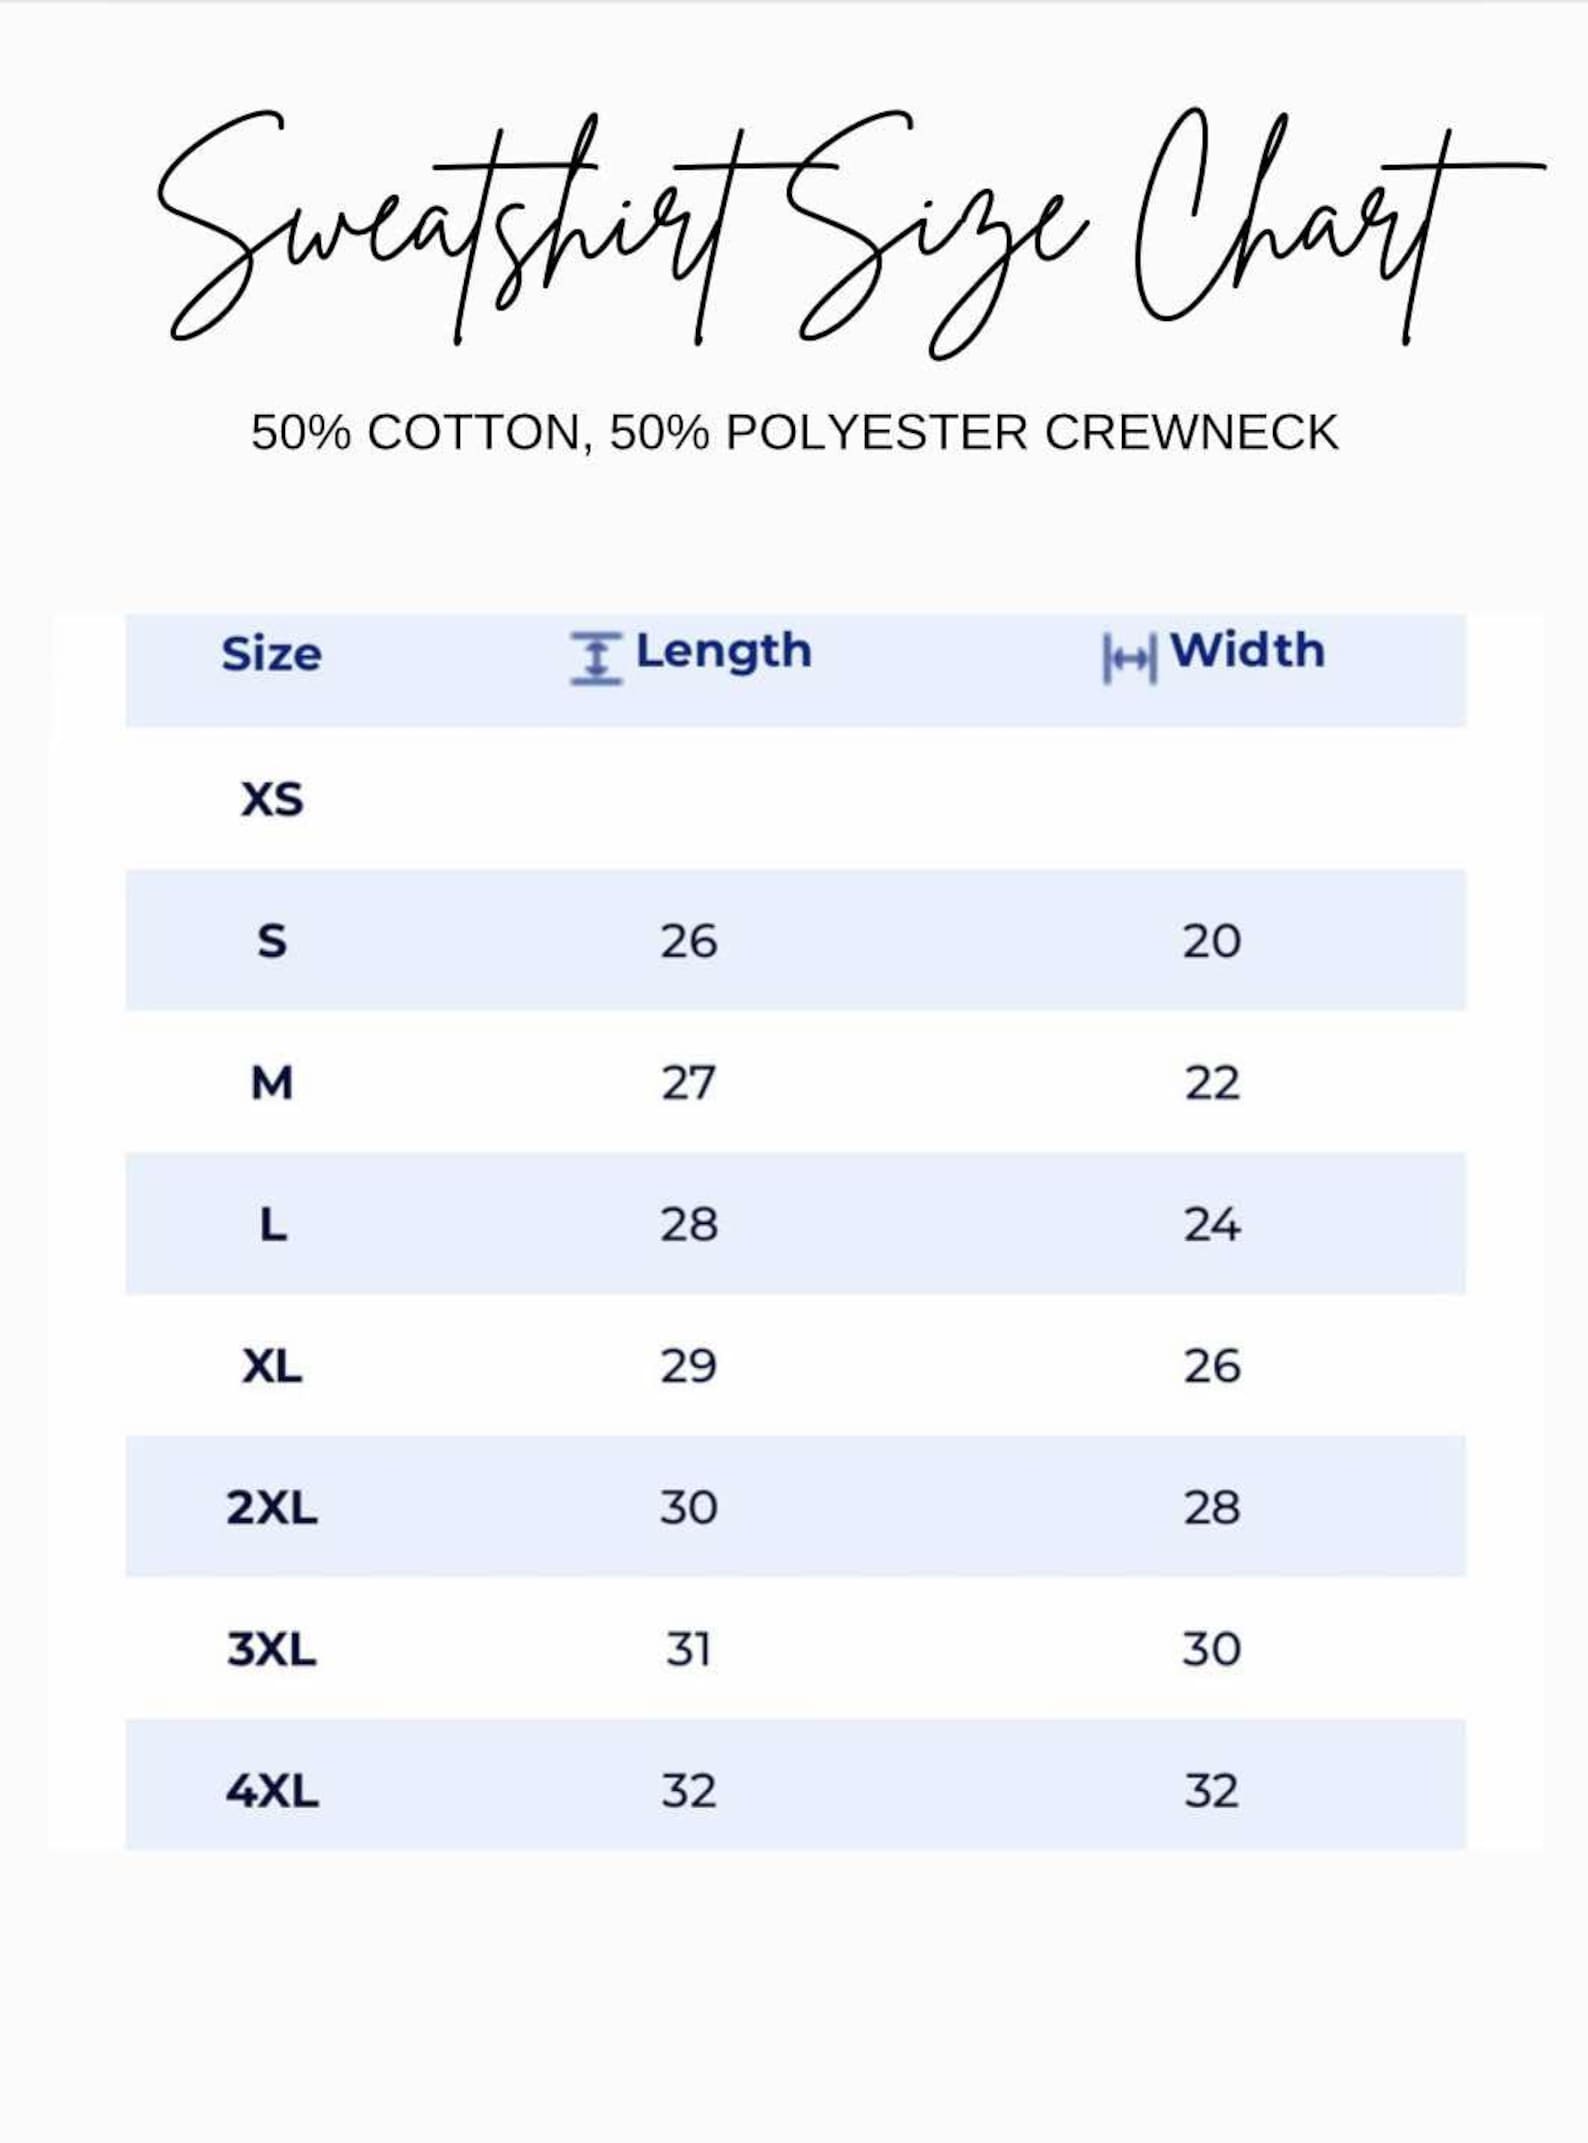 Sweatshirt Size Chart
50% COTTON, 50% POLYESTER CREWNECK
Size Length Width
XS
S 26 20
M 27 22
L 28 24
XL 29 26
2XL 30 28
3XL 31 30
4XL 32 32